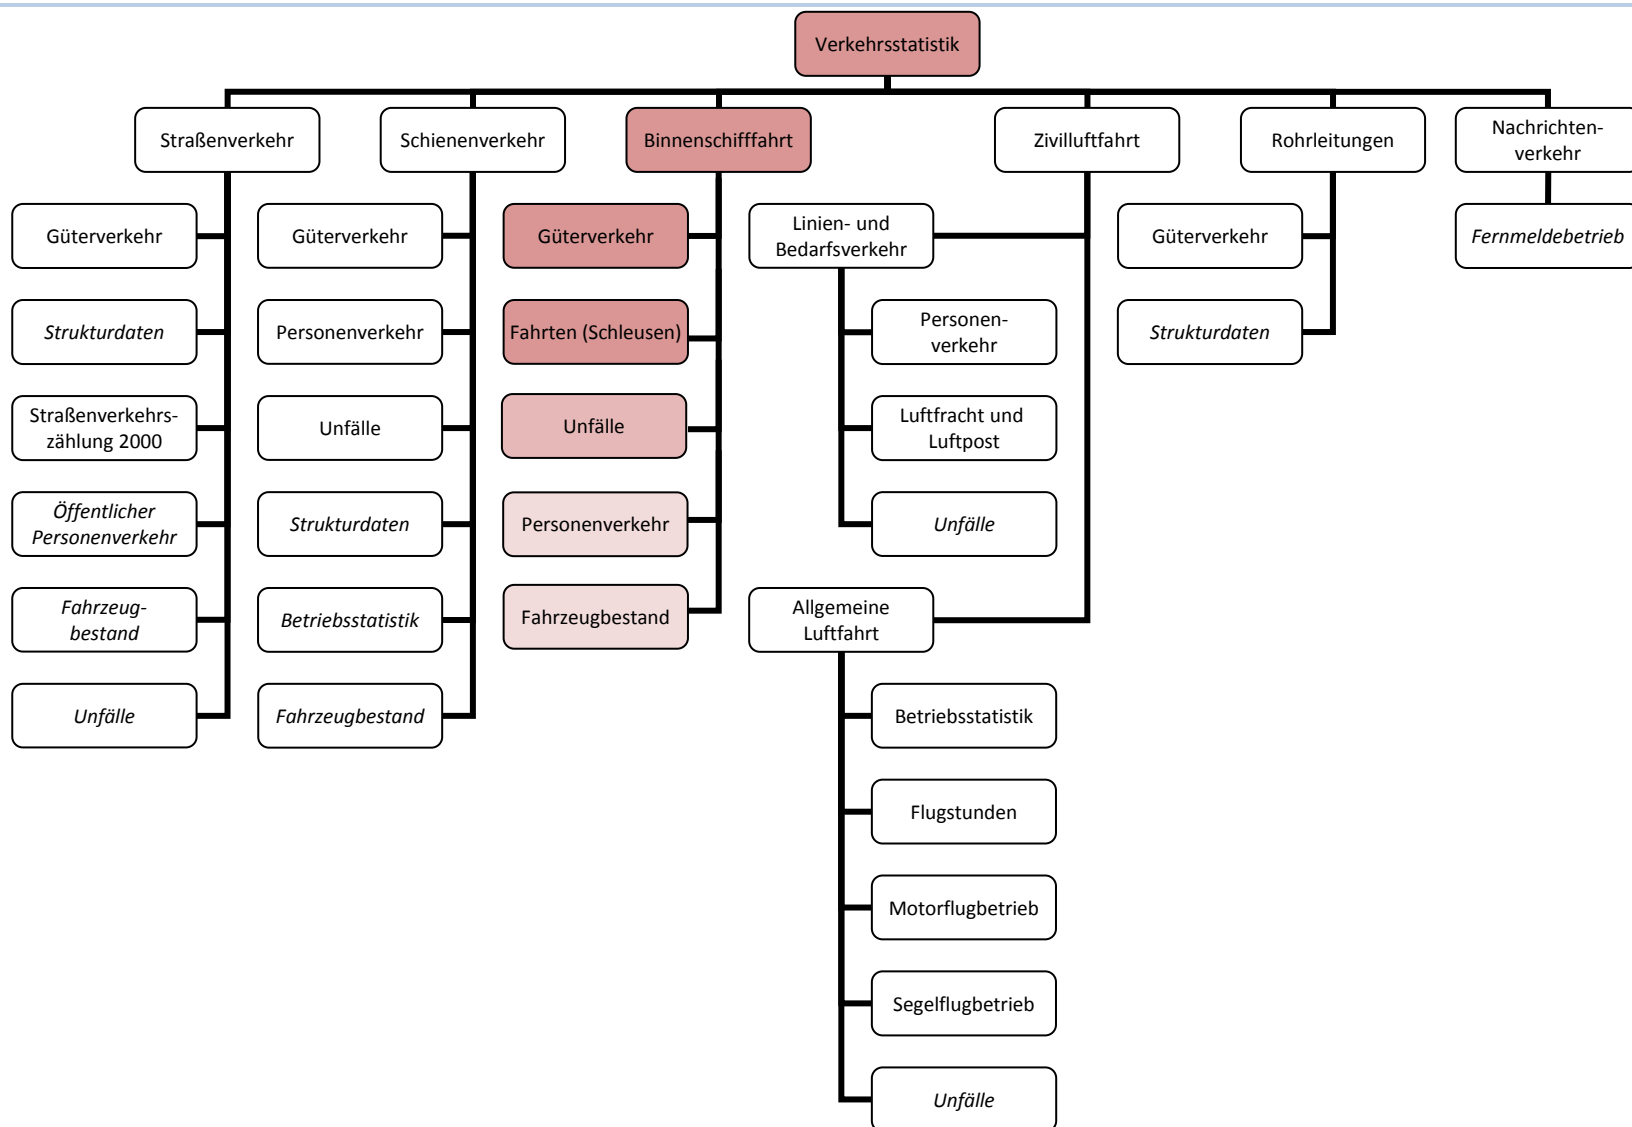 Verkehrsstatistik
Straßenverkehr
Schienenverkehr
Binnenschifffahrt
Zivilluftfahrt
Rohrleitungen
Nachrichten-
verkehr
Güterverkehr
Strukturdaten
Straßenverkehrs-
zählung 2000
Öffentlicher
Personenverkehr
Fahrzeug-
bestand
Unfälle
Güterverkehr
Personenverkehr
Unfälle
Strukturdaten
Betriebsstatistik
Fahrzeugbestand
Güterverkehr
Fahrten (Schleusen)
Unfälle
Personenverkehr
Fahrzeugbestand
Linien- und
Bedarfsverkehr
Personen-
verkehr
Luftfracht und
Luftpost
Unfälle
Allgemeine
Luftfahrt
Betriebsstatistik
Flugstunden
Motorflugbetrieb
Segelflugbetrieb
Unfälle
Güterverkehr
Strukturdaten
Fernmeldebetrieb